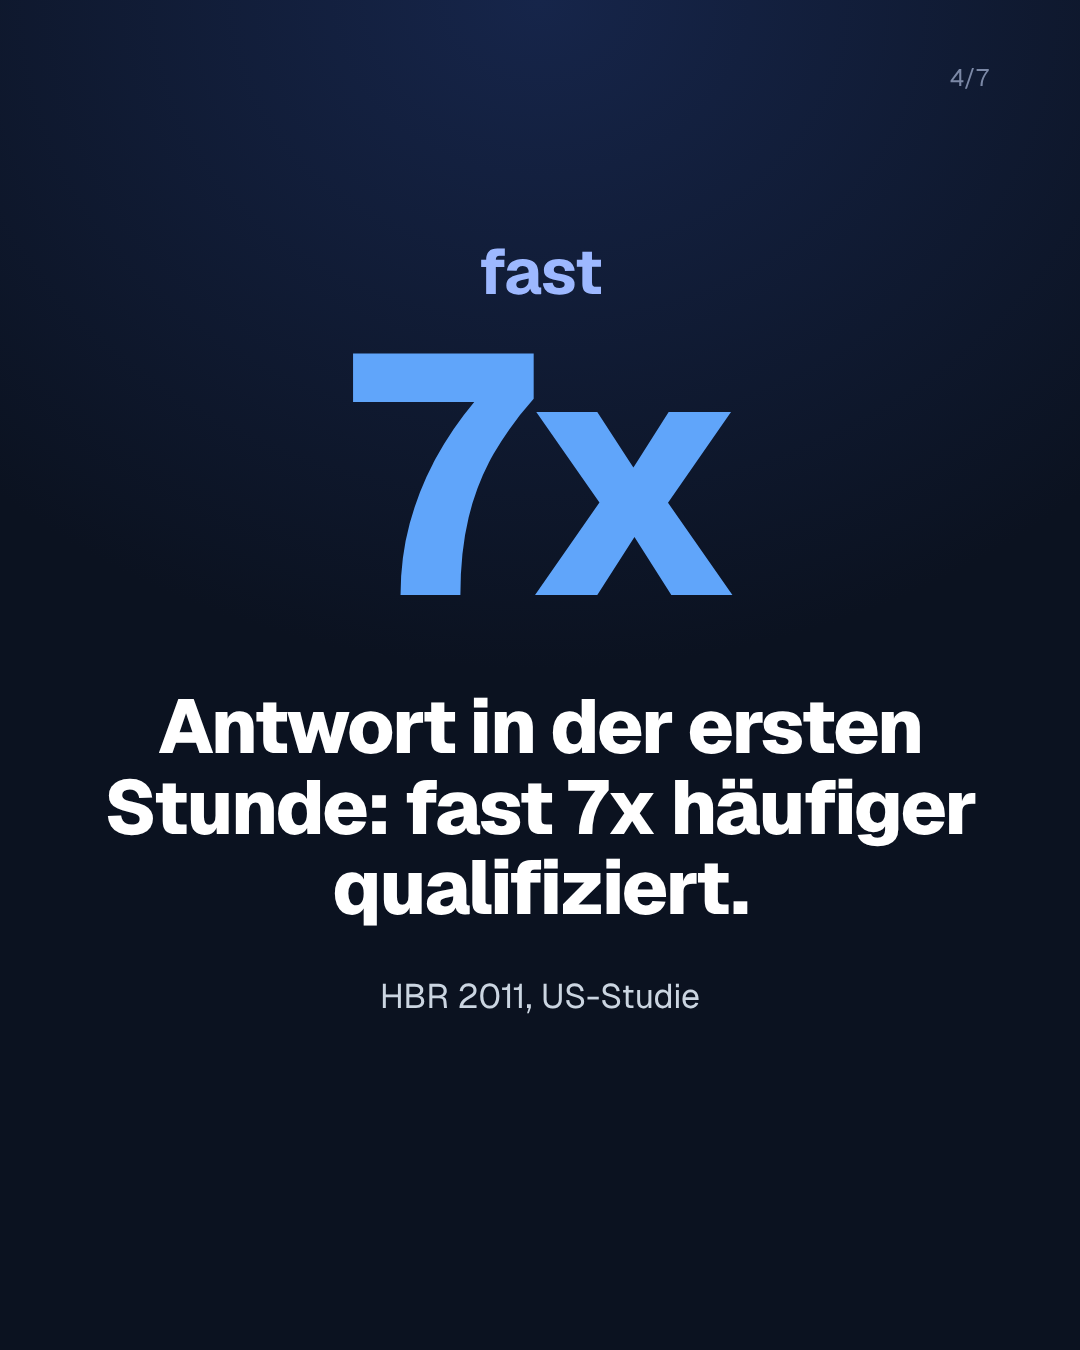 4/7
fast
7x
Antwort in der ersten
Stunde: fast 7x häufiger
qualifiziert.
HBR 2011, US-Studie